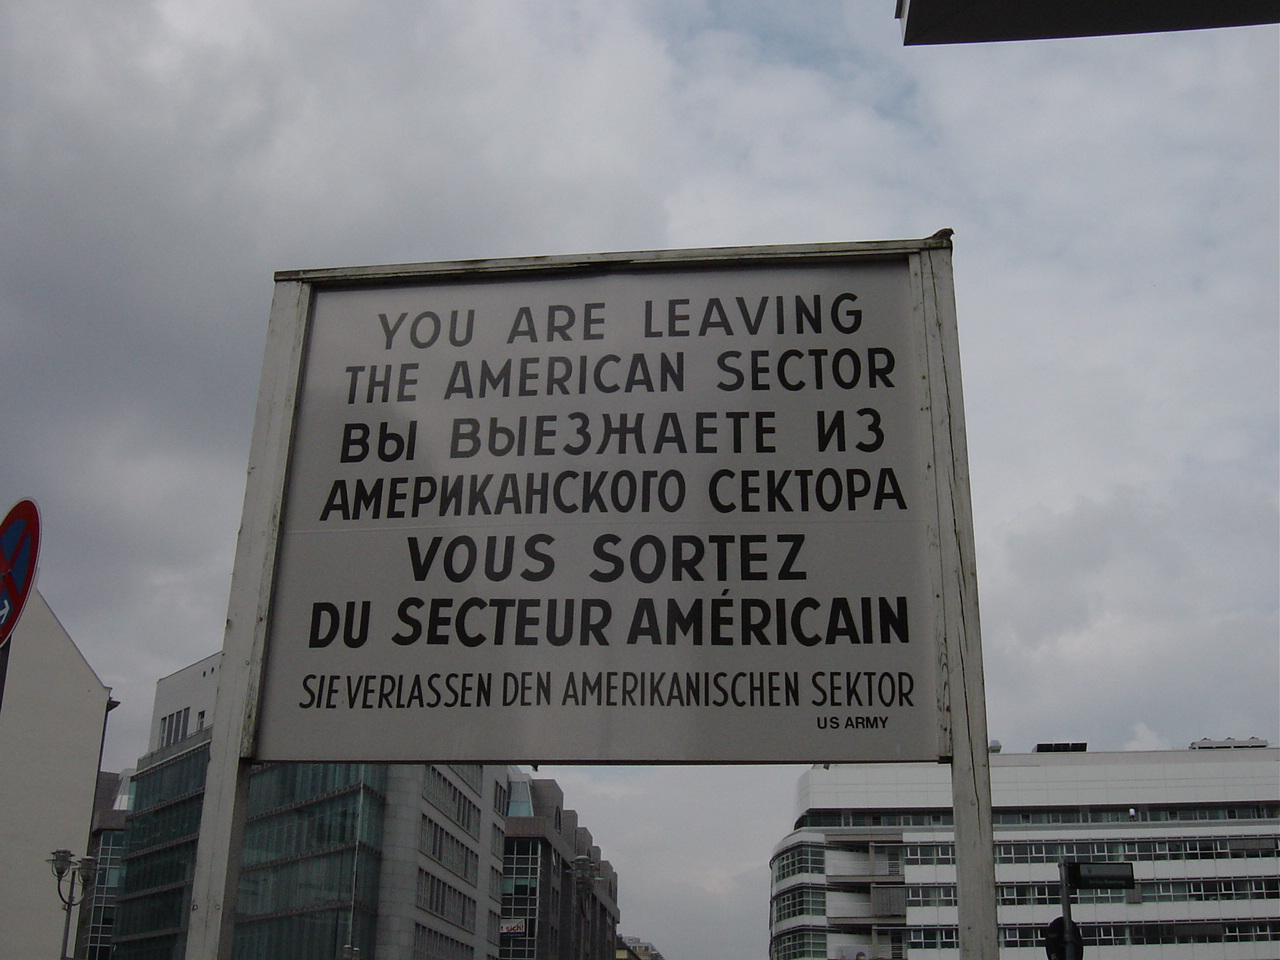 YOU ARE LEAVING
THE AMERICAN SECTOR
ВЫ ВЫЕЗЖАЕТЕ ИЗ
АМЕРИКАНСКОГО СЕКТОРА
VOUS SORTEZ
DU SECTEUR AMÉRICAIN
SIE VERLASSEN DEN AMERIKANISCHEN SEKTOR
US ARMY